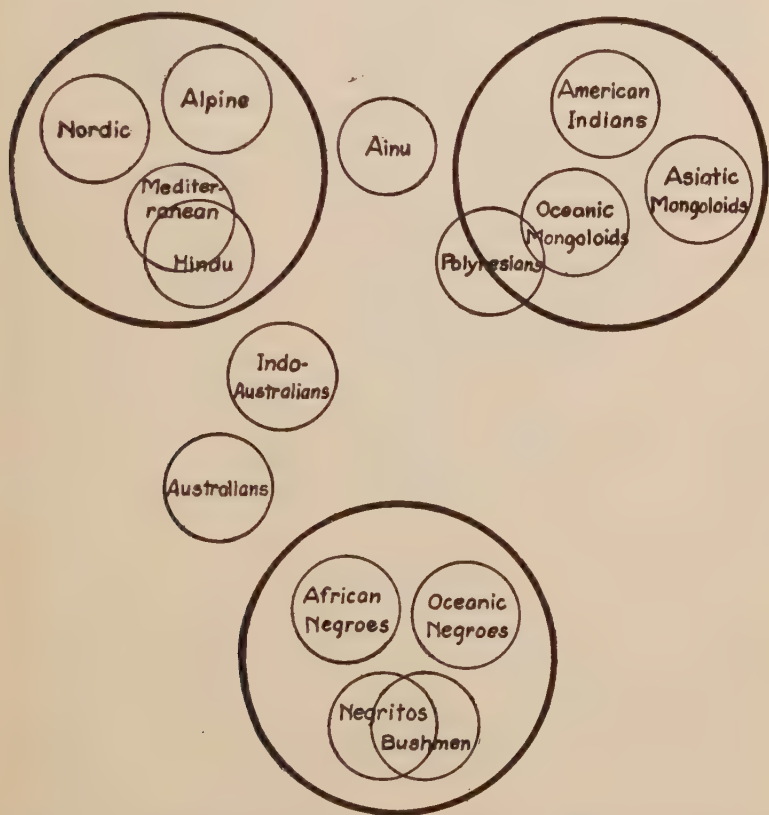 Nordic
Alpine
Mediter-
ranean
Hindu
Ainu
American
Indians
Asiatic
Mongoloids
Oceanic
Mongoloids
Polynesians
Indo-
Australians
Australians
African
Negroes
Oceanic
Negroes
Negritos
Bushmen